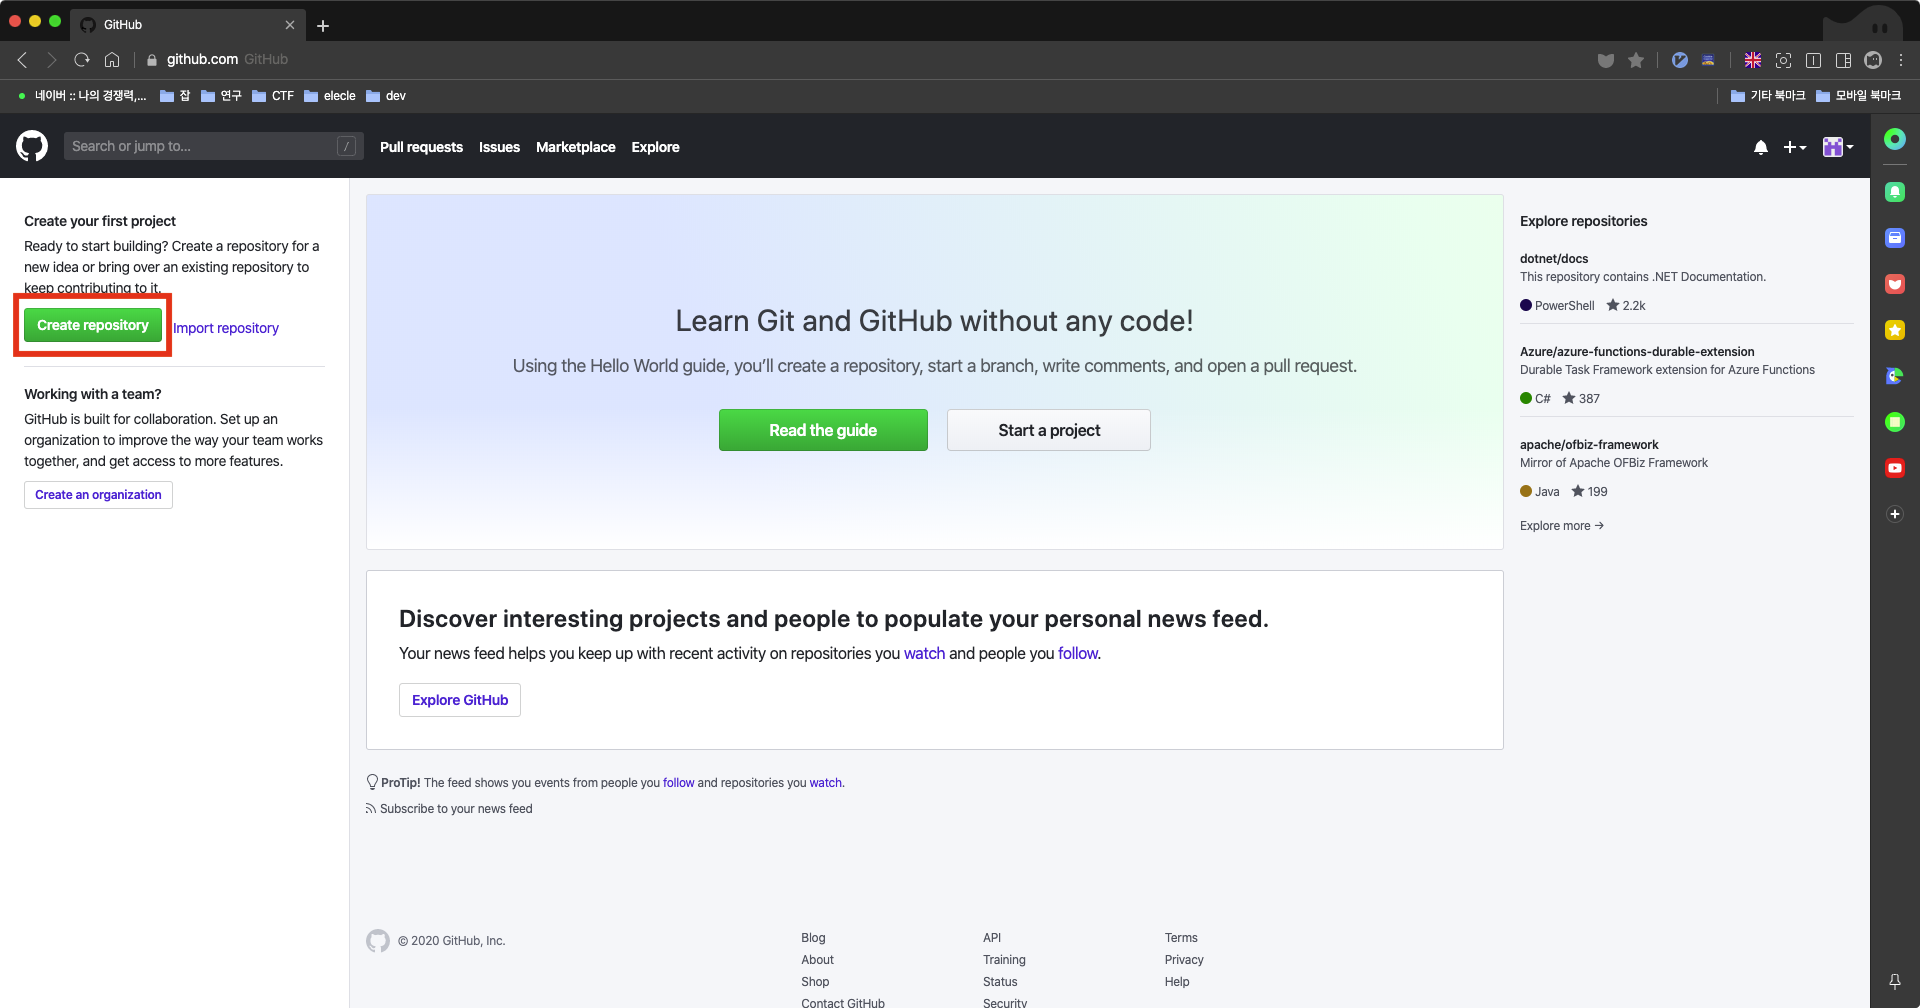 GitHub
github.com GitHub
네이버 :: 나의 경쟁력,... 잡 연구 CTF elecle dev 기타 북마크 모바일 북마크
Search or jump to... / Pull requests Issues Marketplace Explore
Create your first project
Ready to start building? Create a repository for a
new idea or bring over an existing repository to
keep contributing to it.
Create repository Import repository
Working with a team?
GitHub is built for collaboration. Set up an
organization to improve the way your team works
together, and get access to more features.
Create an organization
Learn Git and GitHub without any code!
Using the Hello World guide, you’ll create a repository, start a branch, write comments, and open a pull request.
Read the guide Start a project
Discover interesting projects and people to populate your personal news feed.
Your news feed helps you keep up with recent activity on repositories you watch and people you follow.
Explore GitHub
ProTip! The feed shows you events from people you follow and repositories you watch.
Subscribe to your news feed
Explore repositories
dotnet/docs
This repository contains .NET Documentation.
PowerShell 2.2k
Azure/azure-functions-durable-extension
Durable Task Framework extension for Azure Functions
C# 387
apache/ofbiz-framework
Mirror of Apache OFBiz Framework
Java 199
Explore more →
© 2020 GitHub, Inc.
Blog
About
Shop
Contact GitHub
API
Training
Status
Security
Terms
Privacy
Help